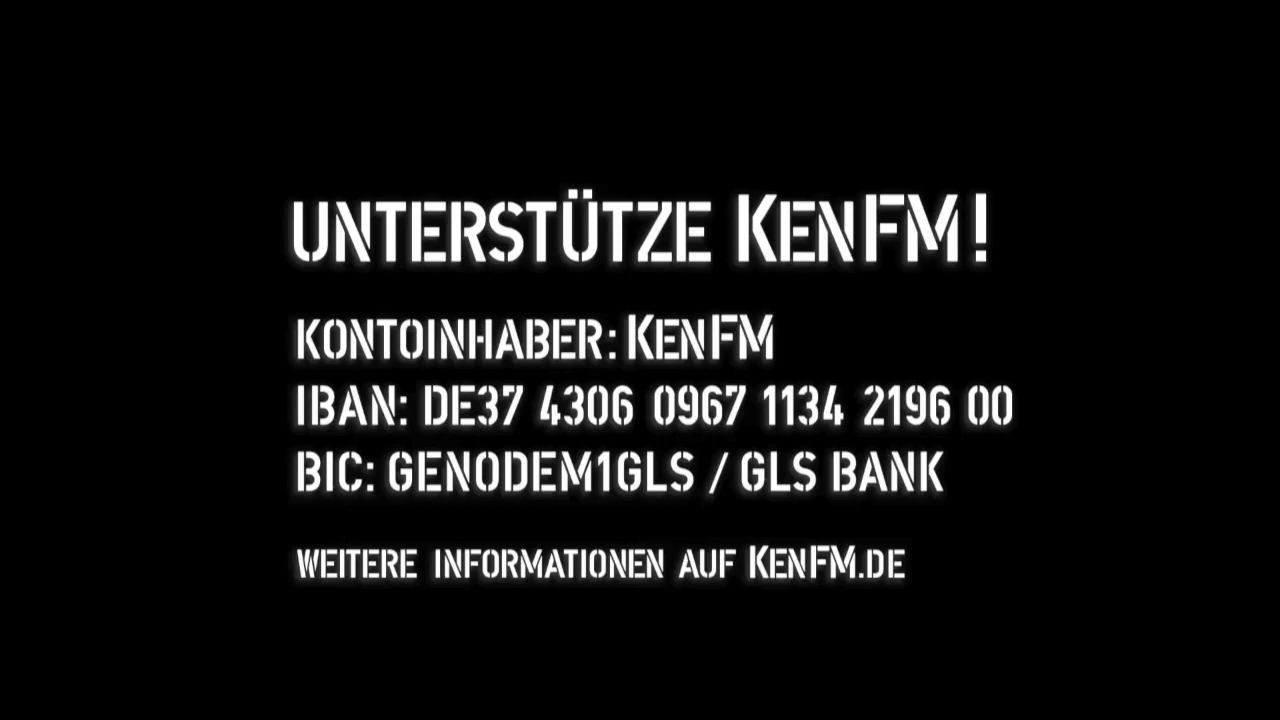 UNTERSTÜTZE KENFM!
KONTOINHABER: KENFM
IBAN: DE37 4306 0967 1134 2196 00
BIC: GENODEM1GLS / GLS BANK
WEITERE INFORMATIONEN AUF KENFM.DE